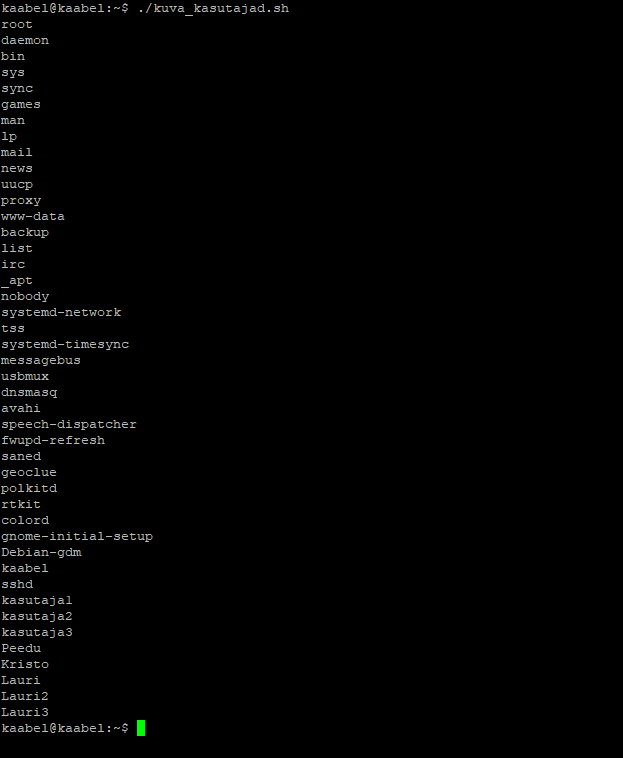 kaabel@kaabel:~$ ./kuva_kasutajad.sh
root
daemon
bin
sys
sync
games
man
lp
mail
news
uucp
proxy
www-data
backup
list
irc
_apt
nobody
systemd-network
tss
systemd-timesync
messagebus
usbmux
dnsmasq
avahi
speech-dispatcher
fwupd-refresh
saned
geoclue
polkitd
rtkit
colord
gnome-initial-setup
Debian-gdm
kaabel
sshd
kasutaja1
kasutaja2
kasutaja3
Peedu
Kristo
Lauri
Lauri2
Lauri3
kaabel@kaabel:~$